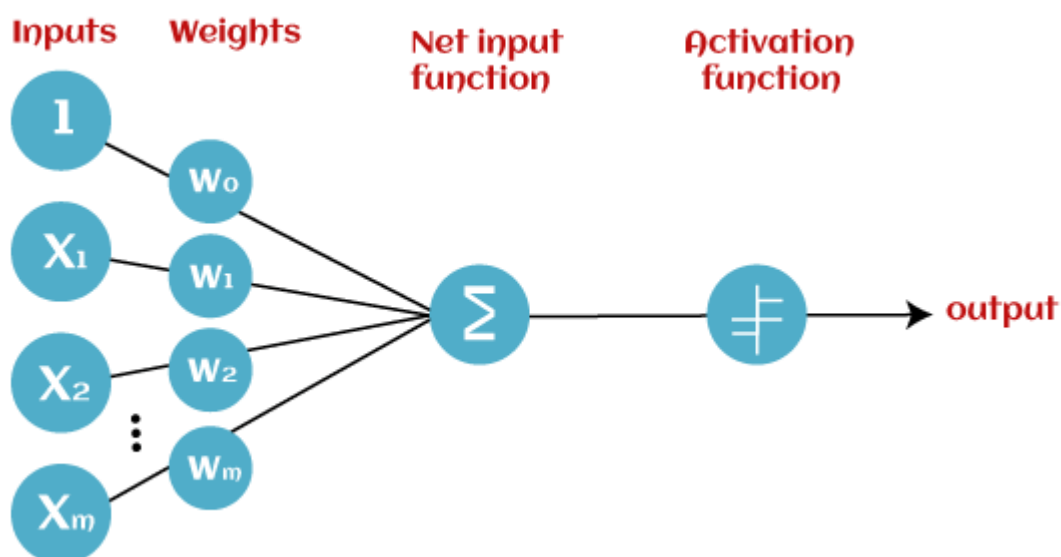 Inputs
Weights
Net input
function
Activation
function
1
w₀
X₁
w₁
Σ
output
X₂
w₂
Xₘ
wₘ